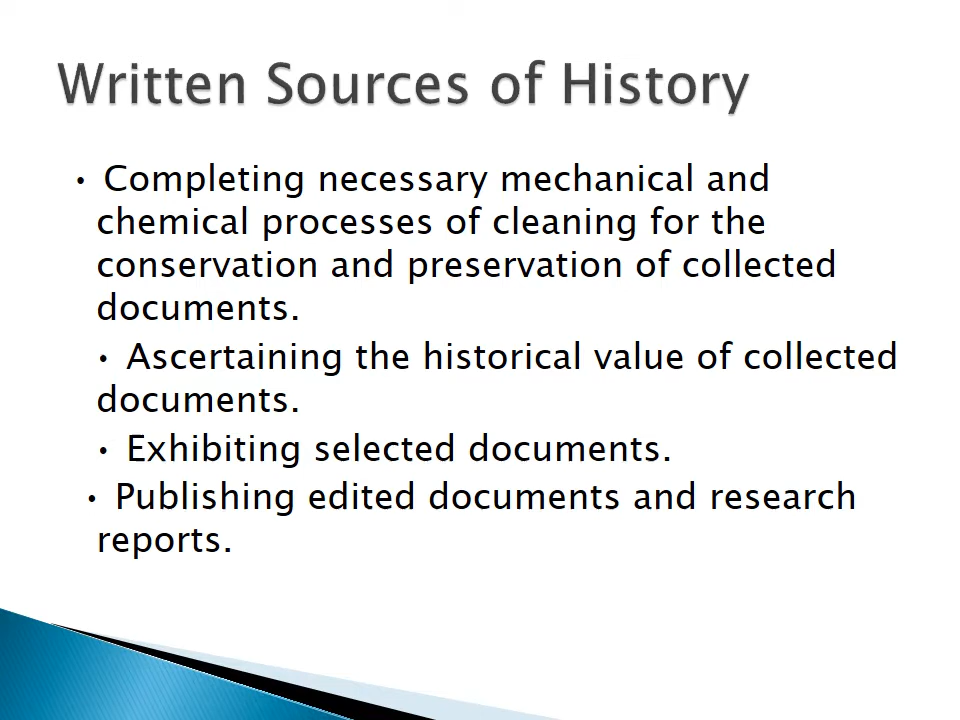 Written Sources of History
• Completing necessary mechanical and
chemical processes of cleaning for the
conservation and preservation of collected
documents.
• Ascertaining the historical value of collected
documents.
• Exhibiting selected documents.
• Publishing edited documents and research
reports.